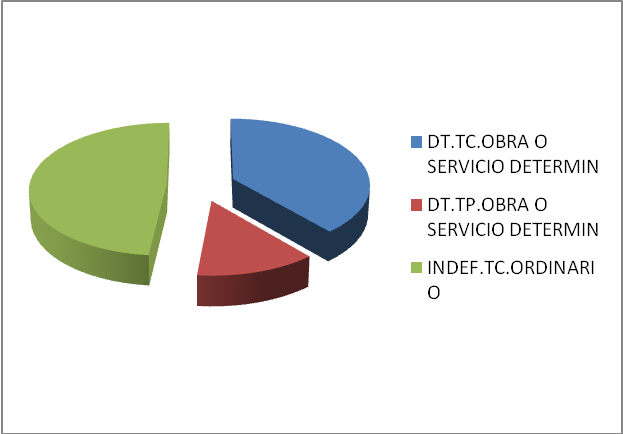 DT.TC.OBRA O
SERVICIO DETERMIN
DT.TP.OBRA O
SERVICIO DETERMIN
INDEF.TC.ORDINARI
O